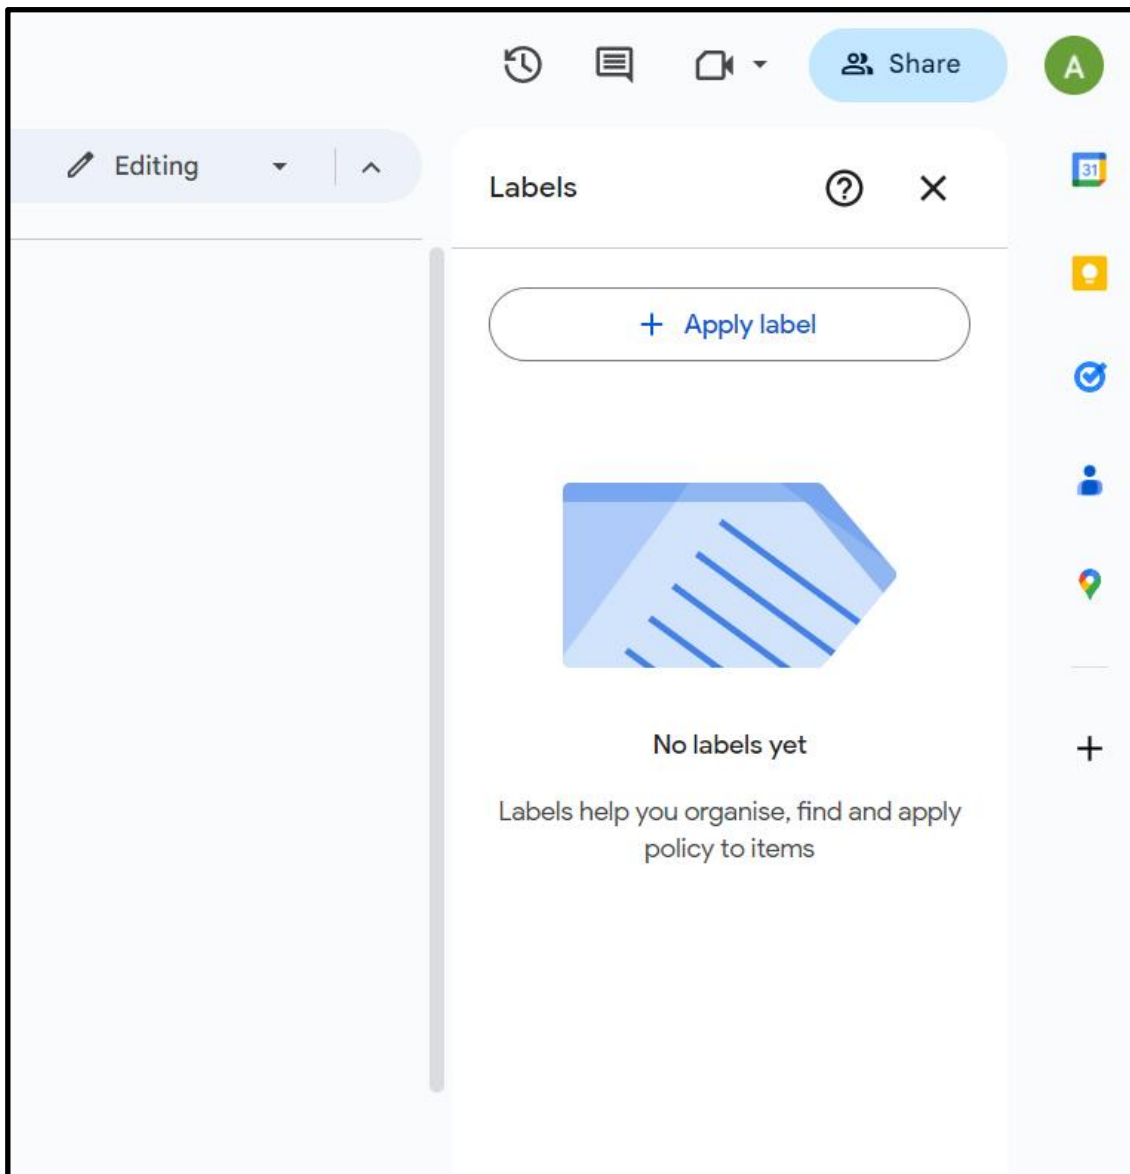 Share
A
Editing
Labels
31
+ Apply label
No labels yet
Labels help you organise, find and apply
policy to items